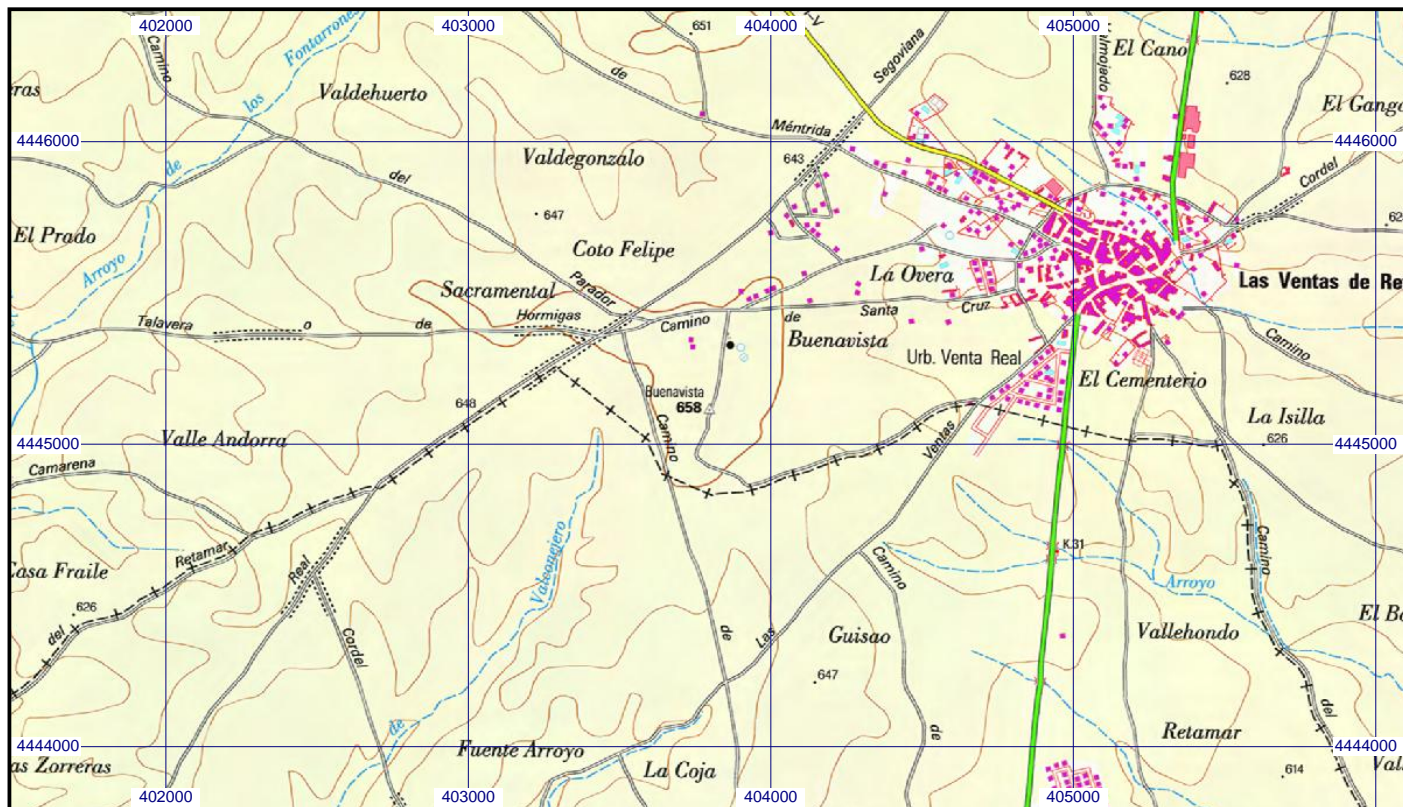 402000
403000
404000
405000
651
Fontarrones
Camino
Segoviana
El Cano
628
de
los
Valdehuerto
El Gango
Méntrida
4446000
4446000
643
Valdegonzalo
de
del
Cordel
647
El Prado
Coto Felipe
Arroyo
La Overa
Las Ventas de Re
Parador
Sacramental
Talavera
o
de
Hormigas
Camino
de
Santa
Cruz
Buenavista
Camino
Urb. Venta Real
El Cementerio
Buenavista
658
648
La Isilla
Valle Andorra
Camino
Ventas
626
4445000
4445000
Camarena
Retamar
Real
Valconejero
K.31
Camino
Camino
Casa Fraile
Arroyo
626
del
Cordel
de
Las
Guisao
Vallehondo
El Bo
647
de
de
del
Retamar
4444000
4444000
Fuente Arroyo
La Coja
as Zorreras
614
402000
403000
404000
405000